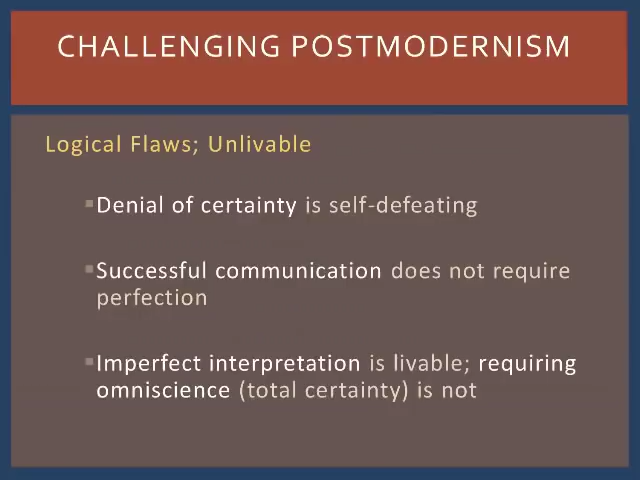 CHALLENGING POSTMODERNISM
Logical Flaws; Unlivable
▪Denial of certainty is self-defeating
▪Successful communication does not require
perfection
▪Imperfect interpretation is livable; requiring
omniscience (total certainty) is not